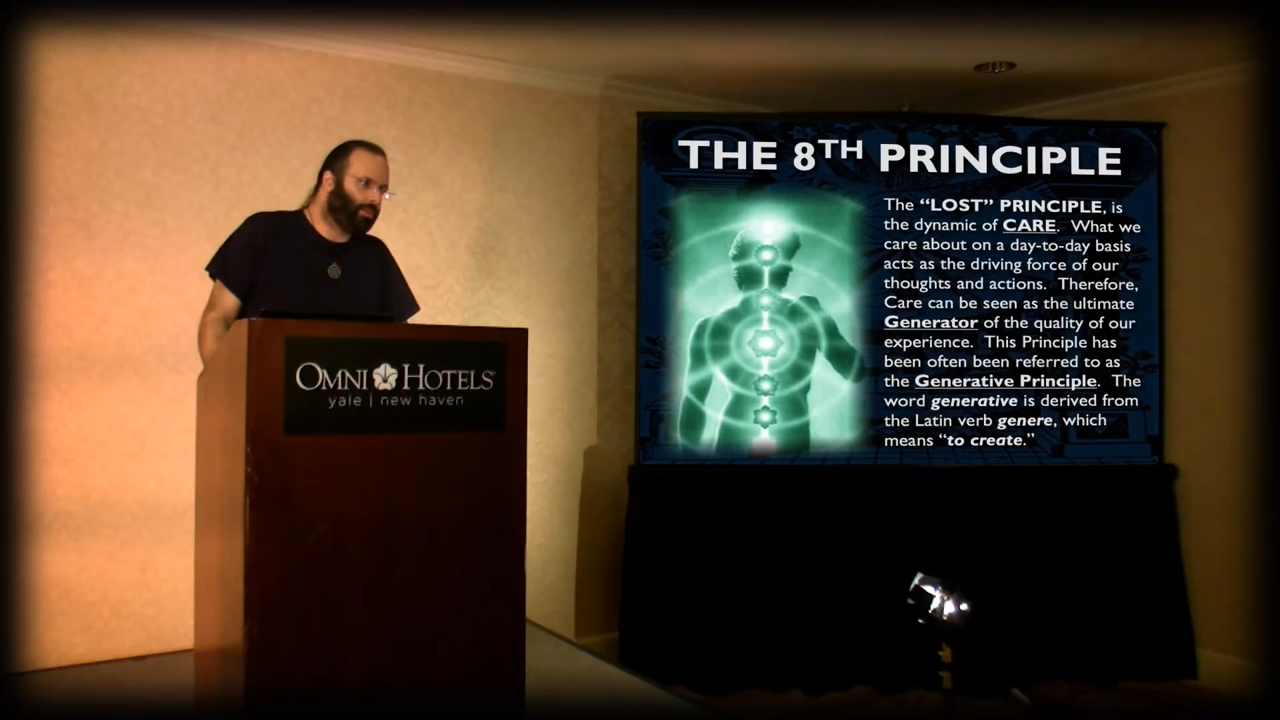 OMNI HOTELS
yale | new haven
THE 8TH PRINCIPLE
The “LOST” PRINCIPLE, is
the dynamic of CARE. What we
care about on a day-to-day basis
acts as the driving force of our
thoughts and actions. Therefore,
Care can be seen as the ultimate
Generator of the quality of our
experience. This Principle has
been often been referred to as
the Generative Principle. The
word generative is derived from
the Latin verb genere, which
means “to create.”